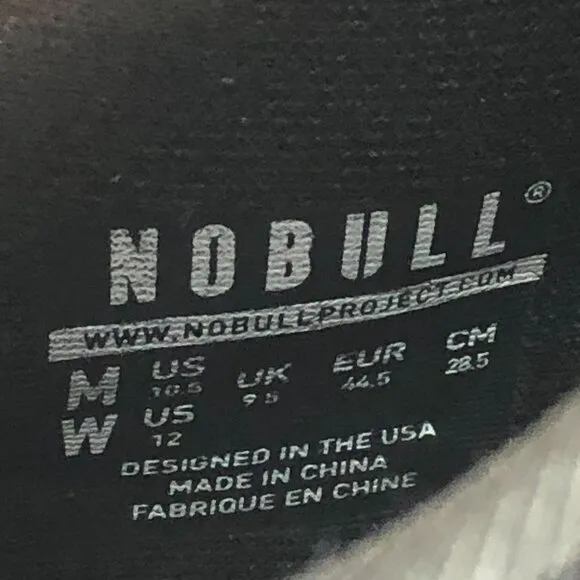 NOBULL®
WWW.NOBULLPROJECT.COM
M US UK EUR CM
10.5 9.5 44.5 28.5
W US
12
DESIGNED IN THE USA
MADE IN CHINA
FABRIQUE EN CHINE